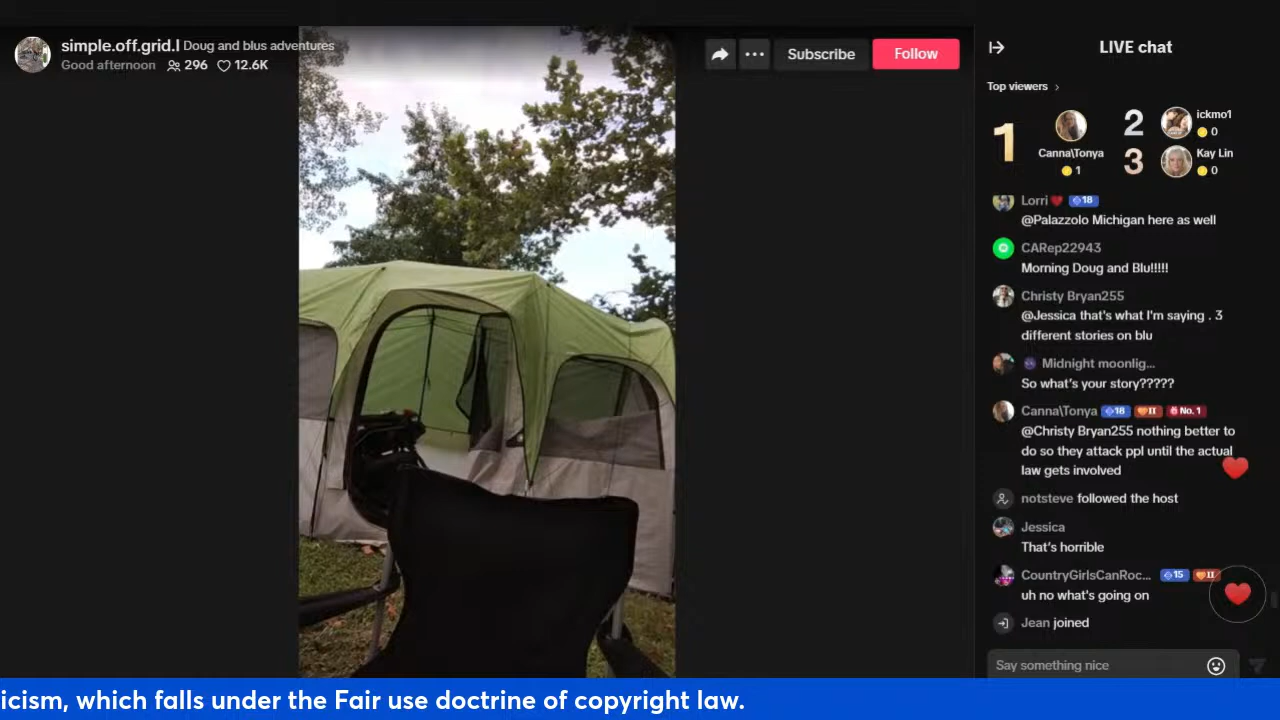 simple.off.grid.l Doug and blus adventures
Good afternoon 296 12.6K
Subscribe
Follow
LIVE chat
Top viewers
1
Canna\Tonya
1
2
ickmo1
0
3
Kay Lin
0
Lorri 18
@Palazzolo Michigan here as well
CARep22943
Morning Doug and Blu!!!!!
Christy Bryan255
@Jessica that's what I'm saying . 3
different stories on blu
Midnight moonlig...
So what's your story?????
Canna\Tonya 18 II No. 1
@Christy Bryan255 nothing better to
do so they attack ppl until the actual
law gets involved
notsteve followed the host
Jessica
That's horrible
CountryGirlsCanRoc... 15 II
uh no what's going on
Jean joined
Say something nice
icism, which falls under the Fair use doctrine of copyright law.